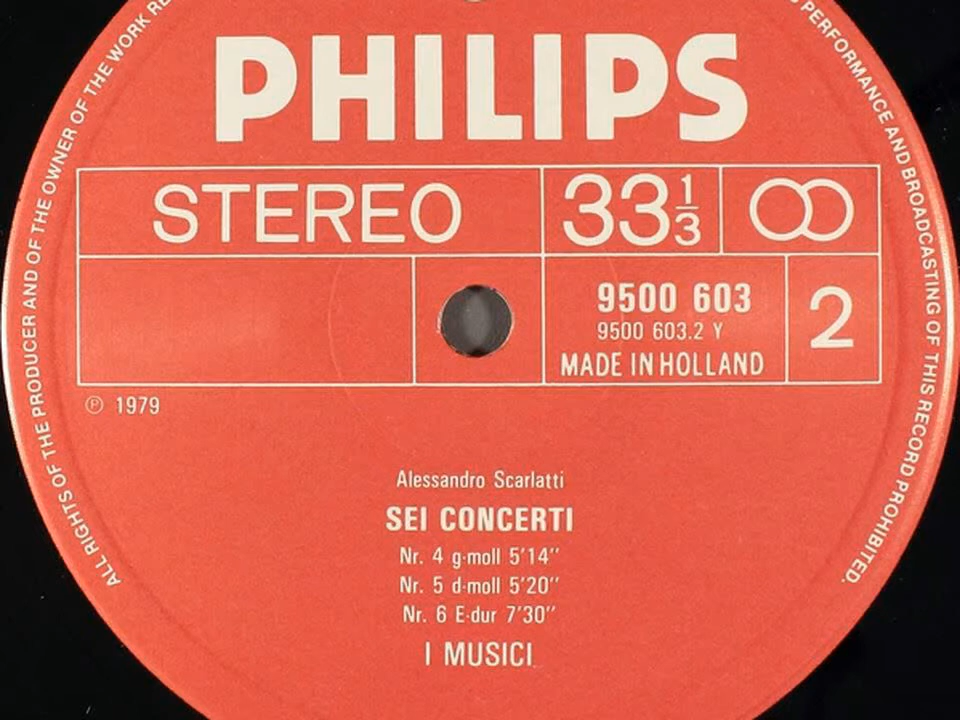 PHILIPS
STEREO
33 1/3
9500 603
9500 603.2 Y
MADE IN HOLLAND
2
Ⓟ 1979
Alessandro Scarlatti
SEI CONCERTI
Nr. 4 g-moll 5'14''
Nr. 5 d-moll 5'20''
Nr. 6 E-dur 7'30''
I MUSICI
ALL RIGHTS OF THE PRODUCER AND OF THE OWNER OF THE WORK
PERFORMANCE AND BROADCASTING OF THIS RECORD PROHIBITED.